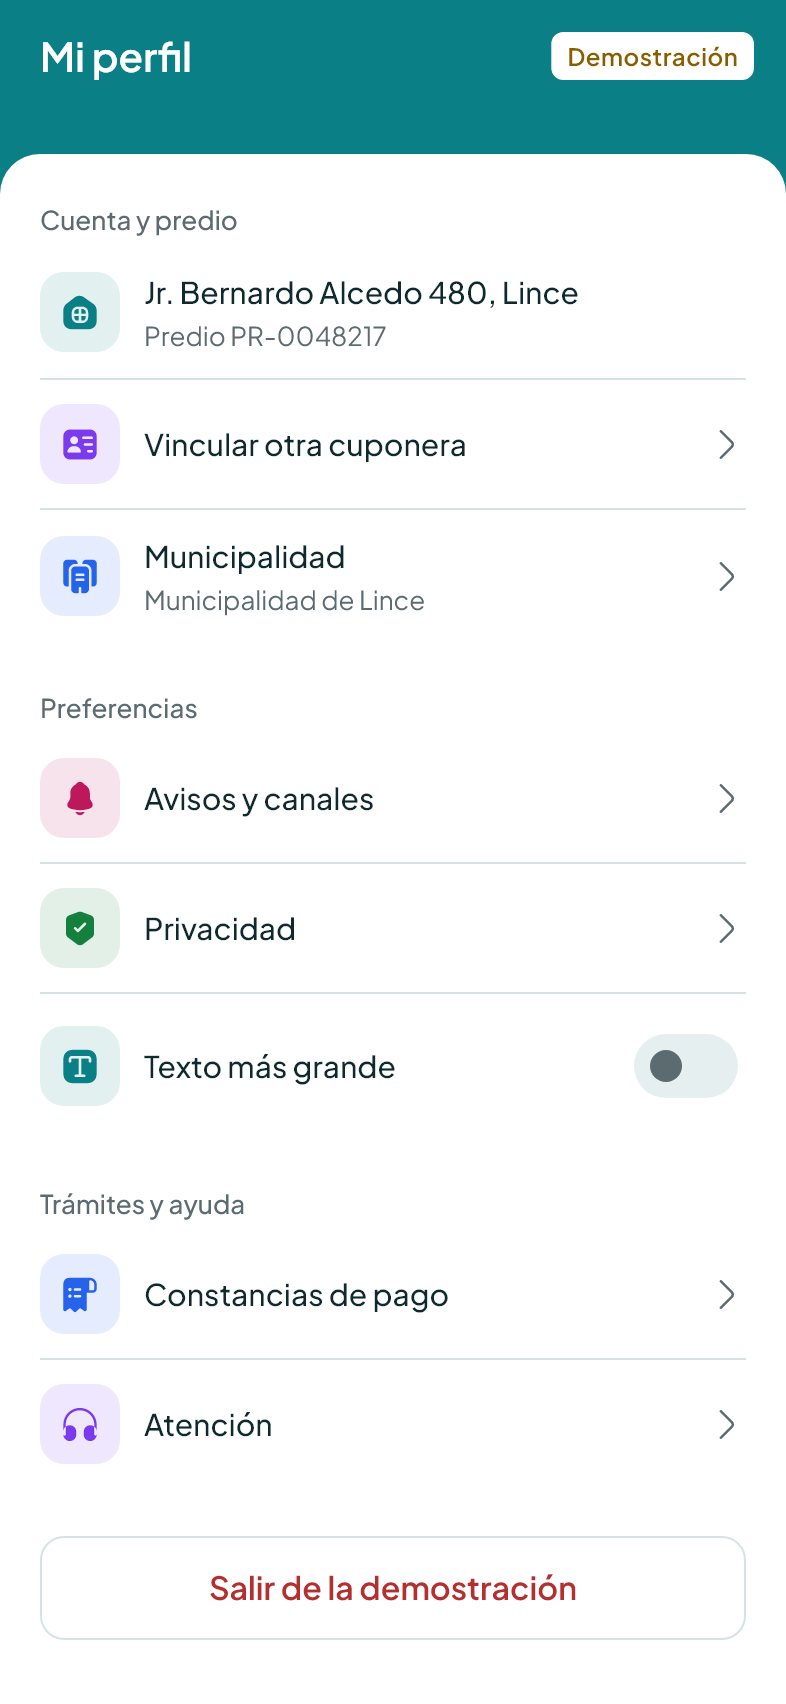 Mi perfil
Demostración
Cuenta y predio
Jr. Bernardo Alcedo 480, Lince
Predio PR-0048217
Vincular otra cuponera
Municipalidad
Municipalidad de Lince
Preferencias
Avisos y canales
Privacidad
Texto más grande
Trámites y ayuda
Constancias de pago
Atención
Salir de la demostración